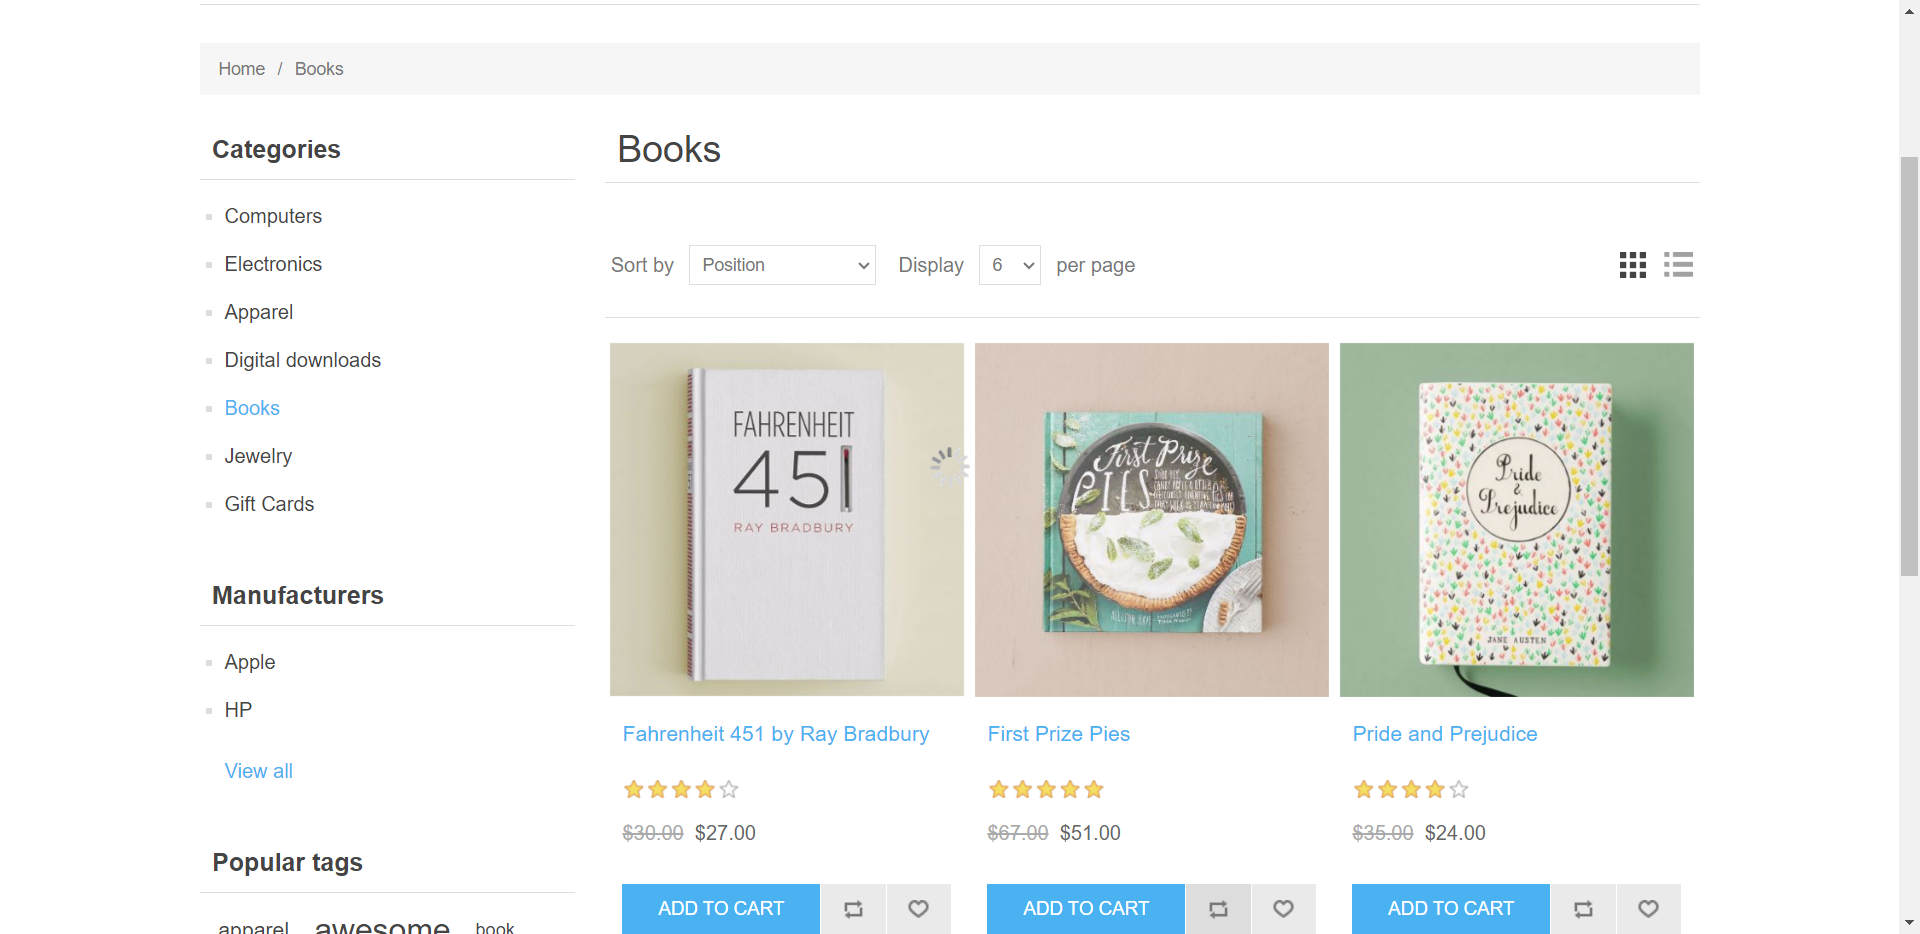 Home / Books
Categories
Computers
Electronics
Apparel
Digital downloads
Books
Jewelry
Gift Cards
Manufacturers
Apple
HP
View all
Popular tags
apparel awesome book
Books
Sort by Position Display 6 per page
FAHRENHEIT
451
RAY BRADBURY
First Prize
PIES
Pride
&
Prejudice
JANE AUSTEN
Fahrenheit 451 by Ray Bradbury
$30.00 $27.00
ADD TO CART
First Prize Pies
$67.00 $51.00
ADD TO CART
Pride and Prejudice
$35.00 $24.00
ADD TO CART